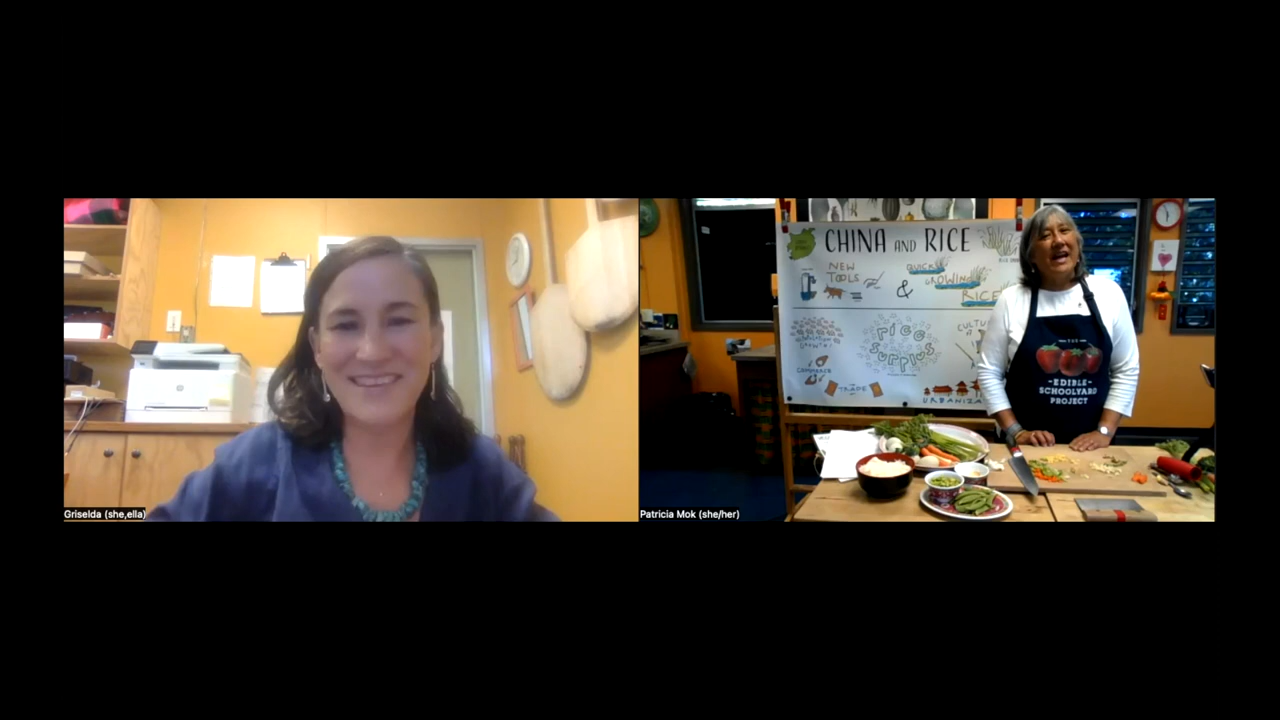 CHINA AND RICE
NEW
TOOLS
&
QUICK
GROWING
RICE
rice
surplus
COMMERCE
TRADE
THE
-EDIBLE-
SCHOOLYARD
PROJECT
Griselda (she,ella)
Patricia Mok (she/her)